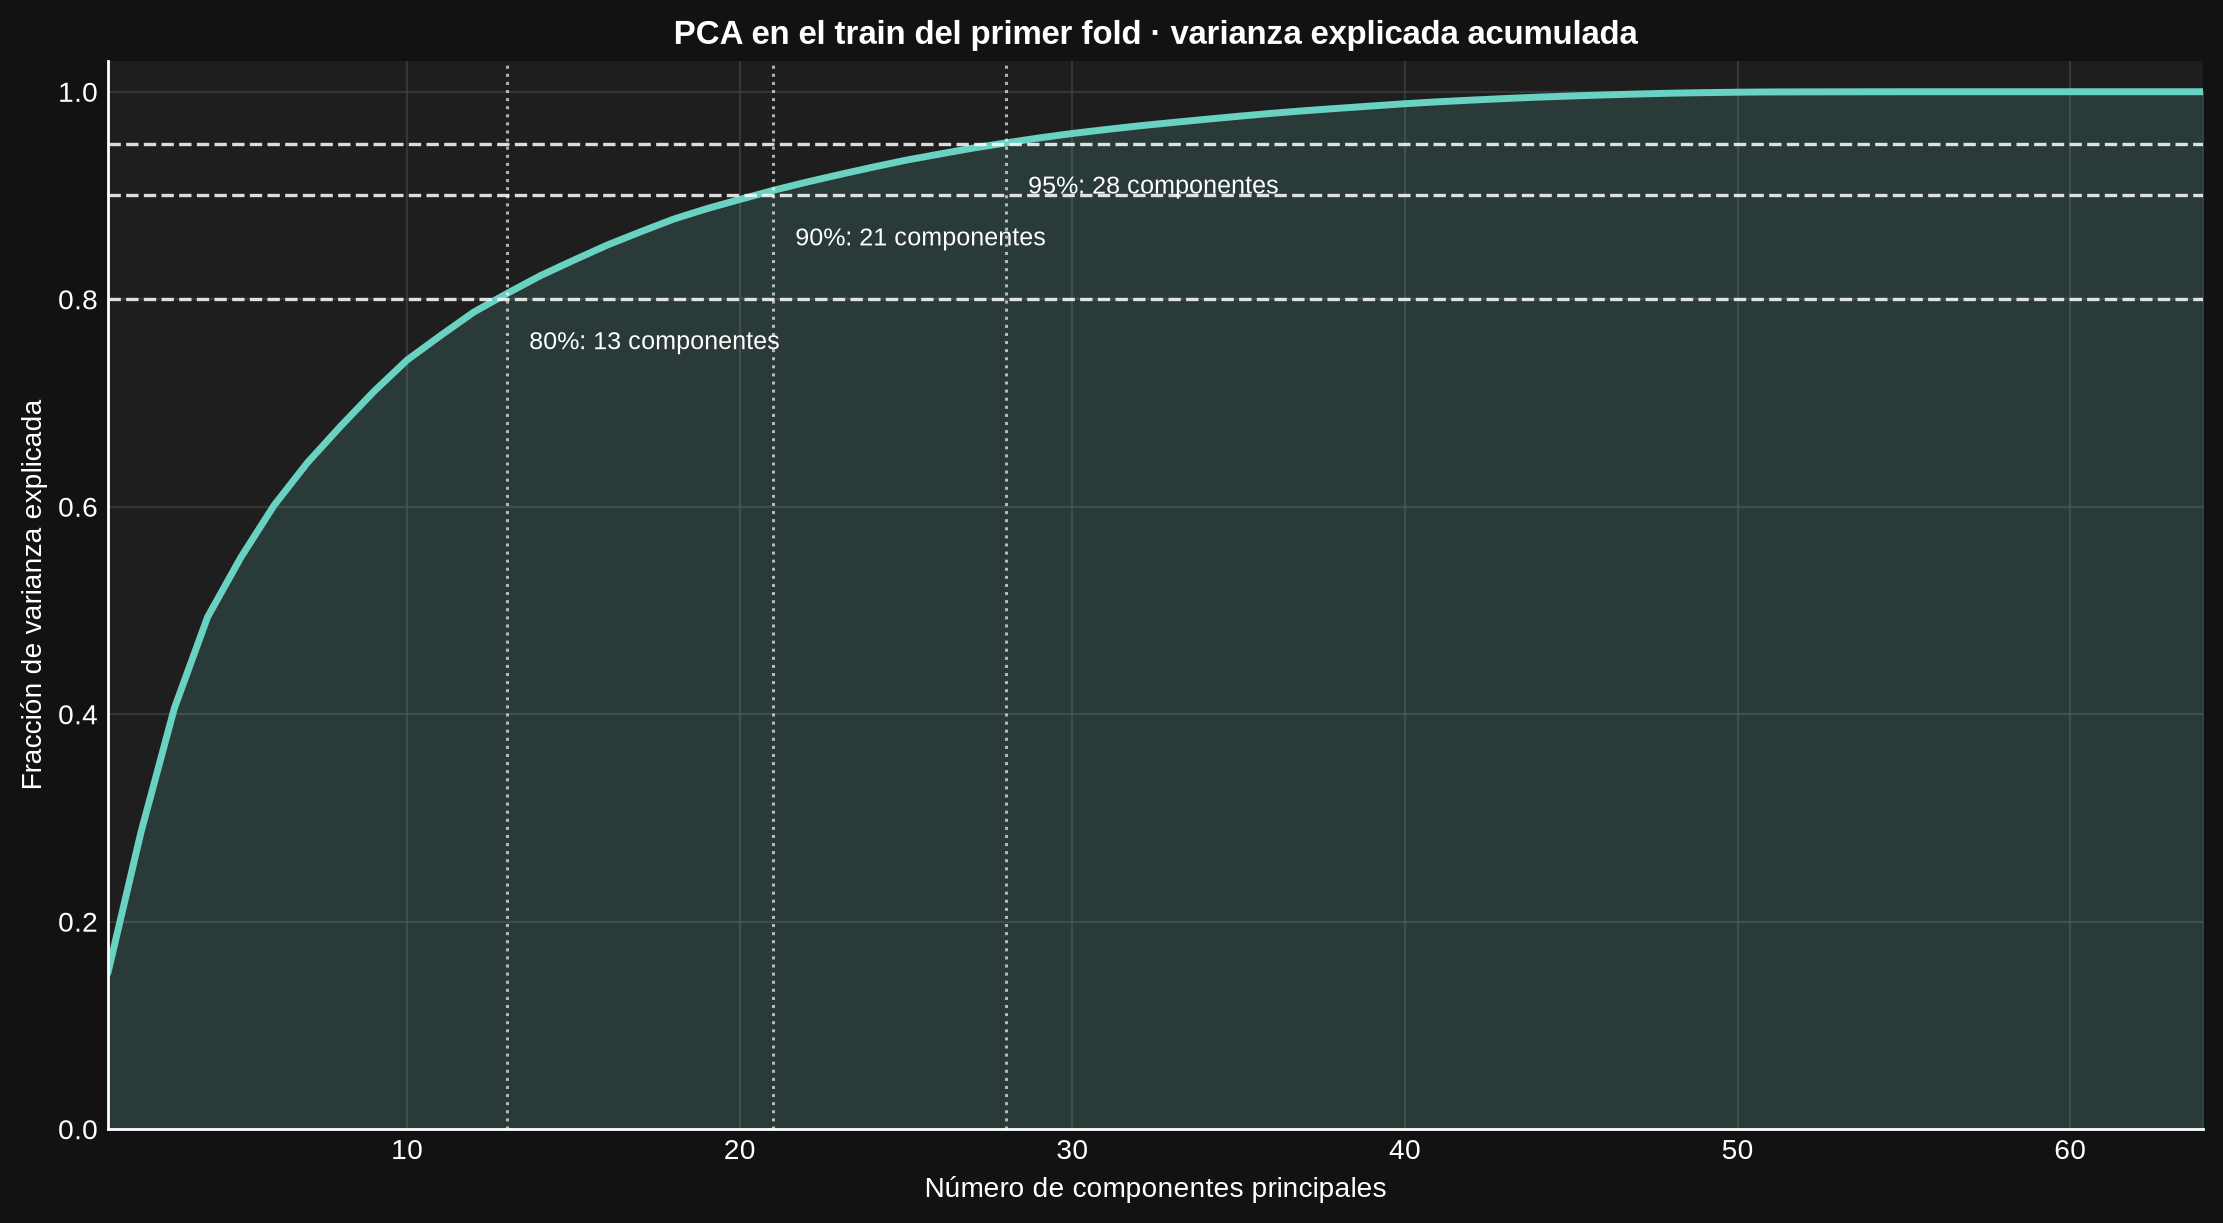 PCA en el train del primer fold · varianza explicada acumulada
1.0
0.8
0.6
0.4
0.2
0.0
Fracción de varianza explicada
95%: 28 componentes
90%: 21 componentes
80%: 13 componentes
10 20 30 40 50 60
Número de componentes principales